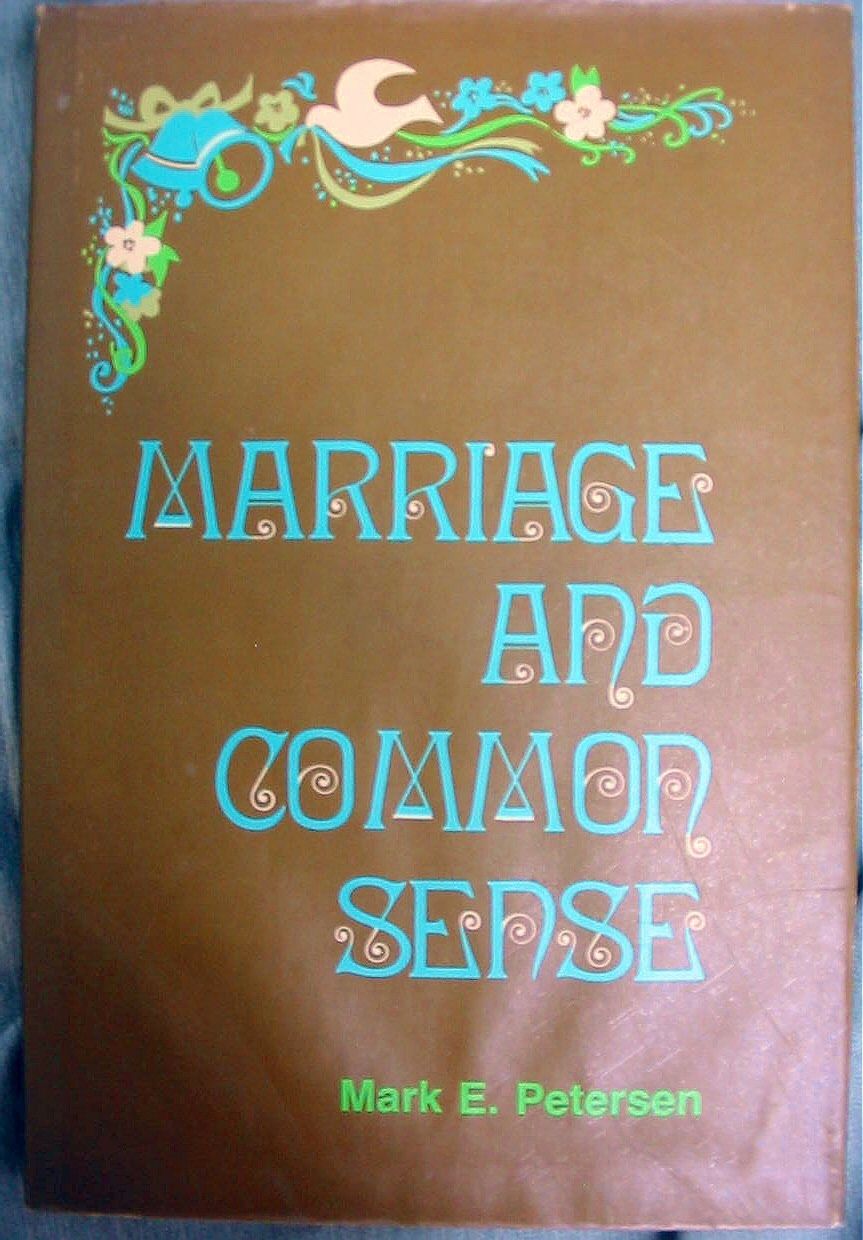 MARRIAGE
AND
COMMON
SENSE
Mark E. Petersen